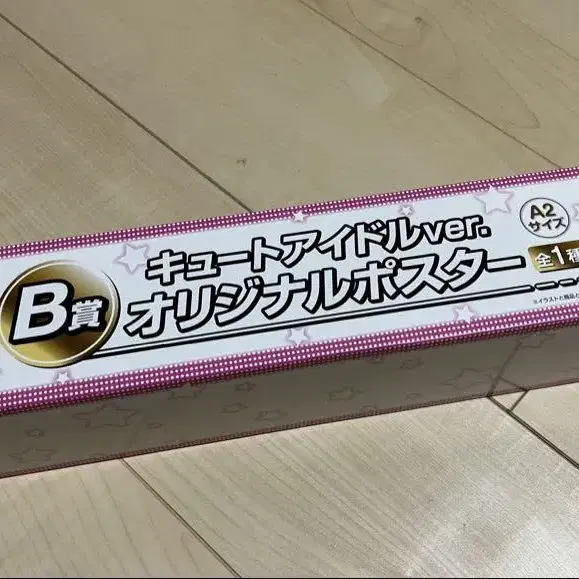 B賞
キュートアイドルver.
オリジナルポスター
A2
サイズ
全1種